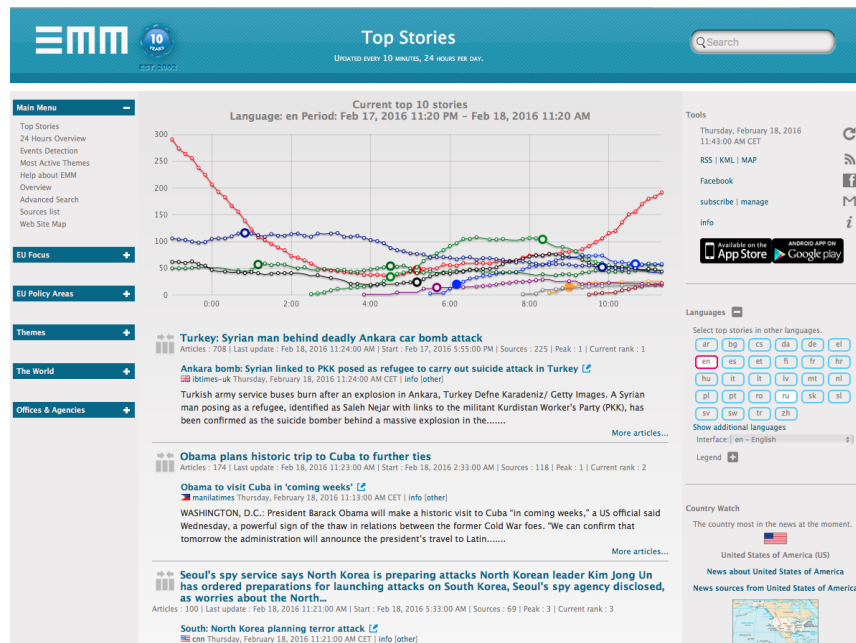 EMM
10
YEARS
EST. 2002
Top Stories
UPDATED EVERY 10 MINUTES, 24 HOURS PER DAY.
Search
Main Menu
Top Stories
24 Hours Overview
Events Detection
Most Active Themes
Help about EMM
Overview
Advanced Search
Sources list
Web Site Map
EU Focus
EU Policy Areas
Themes
The World
Offices & Agencies
Current top 10 stories
Language: en Period: Feb 17, 2016 11:20 PM - Feb 18, 2016 11:20 AM
300
250
200
150
100
50
0
0:00 2:00 4:00 6:00 8:00 10:00
Turkey: Syrian man behind deadly Ankara car bomb attack
Articles : 708 | Last update : Feb 18, 2016 11:24:00 AM | Start : Feb 17, 2016 5:55:00 PM | Sources : 225 | Peak : 1 | Current rank : 1
Ankara bomb: Syrian linked to PKK posed as refugee to carry out suicide attack in Turkey
ibtimes-uk Thursday, February 18, 2016 11:24:00 AM CET | info [other]
Turkish army service buses burn after an explosion in Ankara, Turkey Defne Karadeniz/ Getty Images. A Syrian
man posing as a refugee, identified as Saleh Nejar with links to the militant Kurdistan Worker's Party (PKK), has
been confirmed as the suicide bomber behind a massive explosion in the.......
More articles...
Obama plans historic trip to Cuba to further ties
Articles : 174 | Last update : Feb 18, 2016 11:23:00 AM | Start : Feb 18, 2016 2:33:00 AM | Sources : 118 | Peak : 1 | Current rank : 2
Obama to visit Cuba in 'coming weeks'
manilatimes Thursday, February 18, 2016 11:13:00 AM CET | info [other]
WASHINGTON, D.C.: President Barack Obama will make a historic visit to Cuba "in coming weeks," a US official said
Wednesday, a powerful sign of the thaw in relations between the former Cold War foes. "We can confirm that
tomorrow the administration will announce the president's travel to Latin.......
More articles...
Seoul's spy service says North Korea is preparing attacks North Korean leader Kim Jong Un
has ordered preparations for launching attacks on South Korea, Seoul's spy agency disclosed,
as worries about the North...
Articles : 100 | Last update : Feb 18, 2016 11:21:00 AM | Start : Feb 18, 2016 5:33:00 AM | Sources : 69 | Peak : 3 | Current rank : 3
South: North Korea planning terror attack
cnn Thursday, February 18, 2016 11:21:00 AM CET | info [other]
Tools
Thursday, February 18, 2016
11:43:00 AM CET
RSS | KML | MAP
Facebook
subscribe | manage
info
Available on the
App Store
ANDROID APP ON
Google play
Languages
Select top stories in other languages.
ar bg cs da de el
en es et fi fr hr
hu it lt lv mt nl
pl pt ro ru sk sl
sv sw tr zh
Show additional languages
Interface: en - English
Legend
Country Watch
The country most in the news at the moment.
United States of America (US)
News about United States of America
News sources from United States of America